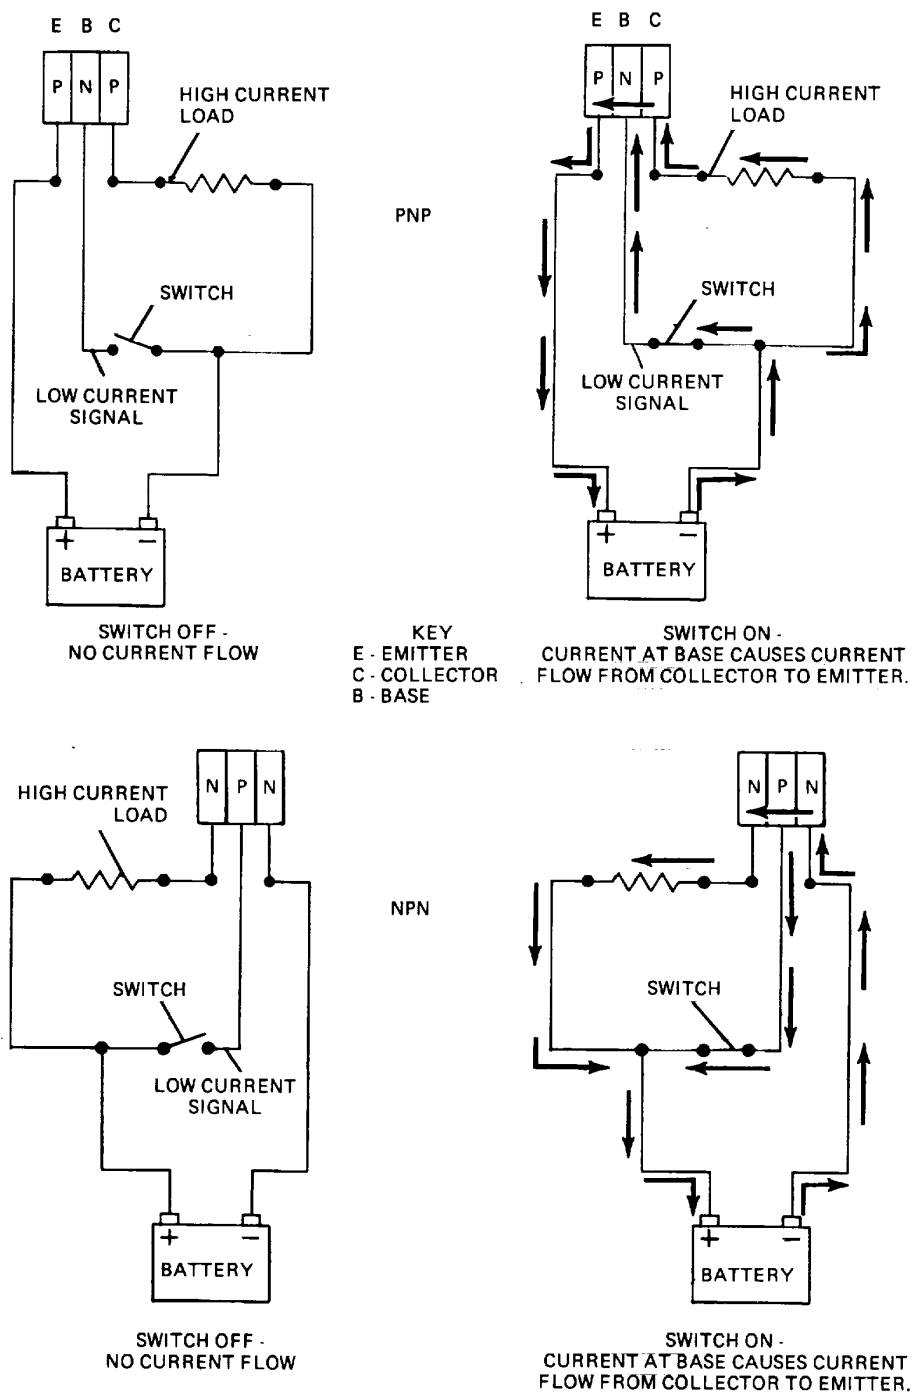 E B C
P N P
HIGH CURRENT
LOAD
SWITCH
LOW CURRENT
SIGNAL
+ −
BATTERY
SWITCH OFF -
NO CURRENT FLOW
PNP
E B C
P N P
HIGH CURRENT
LOAD
SWITCH
LOW CURRENT
SIGNAL
+ −
BATTERY
SWITCH ON -
CURRENT AT BASE CAUSES CURRENT
FLOW FROM COLLECTOR TO EMITTER.
KEY
E - EMITTER
C - COLLECTOR
B - BASE
N P N
HIGH CURRENT
LOAD
SWITCH
LOW CURRENT
SIGNAL
+ −
BATTERY
SWITCH OFF -
NO CURRENT FLOW
NPN
N P N
SWITCH
+ −
BATTERY
SWITCH ON -
CURRENT AT BASE CAUSES CURRENT
FLOW FROM COLLECTOR TO EMITTER.